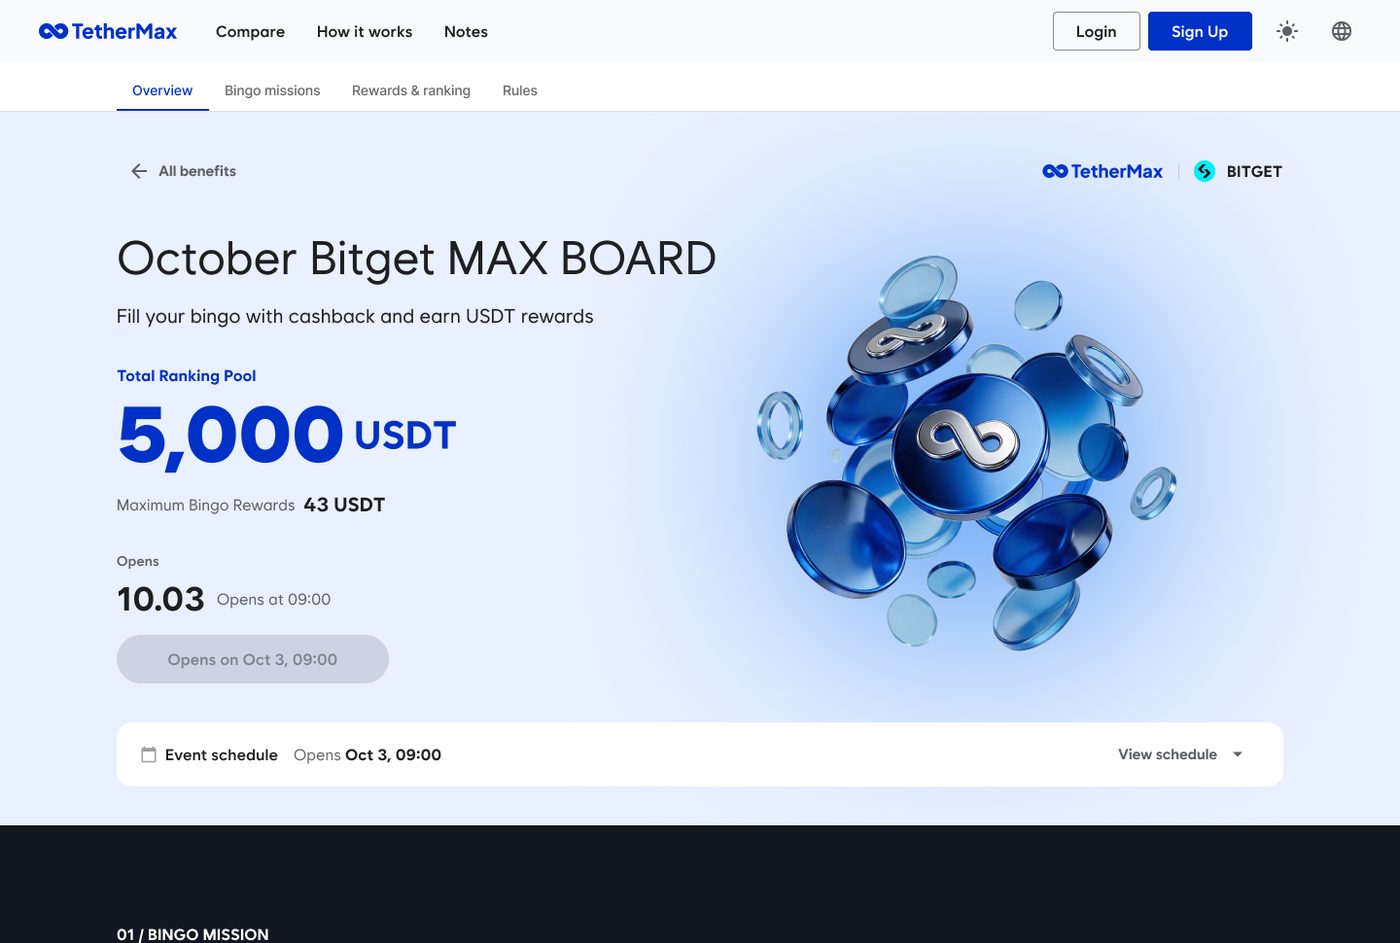 TetherMax Compare How it works Notes Login Sign Up
Overview Bingo missions Rewards & ranking Rules
All benefits
TetherMax BITGET
October Bitget MAX BOARD
Fill your bingo with cashback and earn USDT rewards
Total Ranking Pool
5,000 USDT
Maximum Bingo Rewards 43 USDT
Opens
10.03 Opens at 09:00
Opens on Oct 3, 09:00
Event schedule Opens Oct 3, 09:00 View schedule
01 / BINGO MISSION